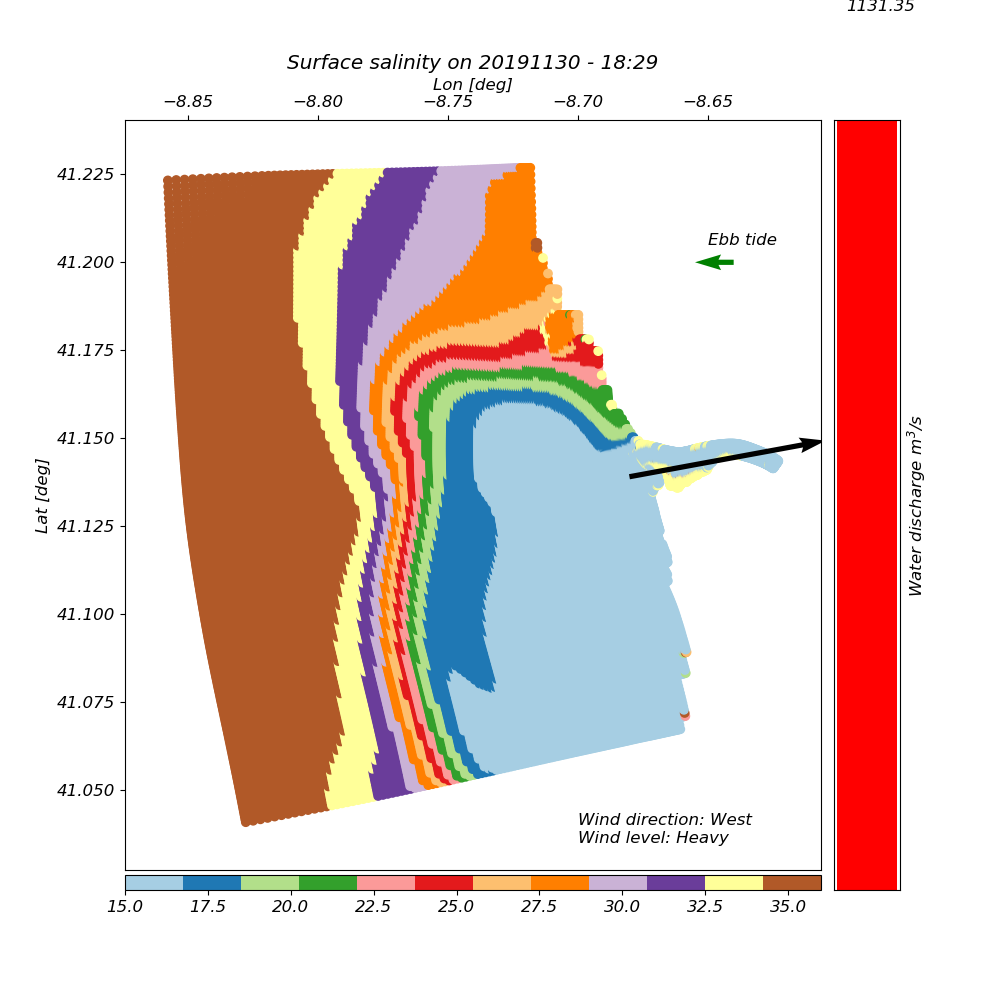 1131.35
Surface salinity on 20191130 - 18:29
Lon [deg]
−8.85 −8.80 −8.75 −8.70 −8.65
41.225
41.200
41.175
41.150
41.125
41.100
41.075
41.050
Lat [deg]
Ebb tide
Water discharge m³/s
Wind direction: West
Wind level: Heavy
15.0 17.5 20.0 22.5 25.0 27.5 30.0 32.5 35.0